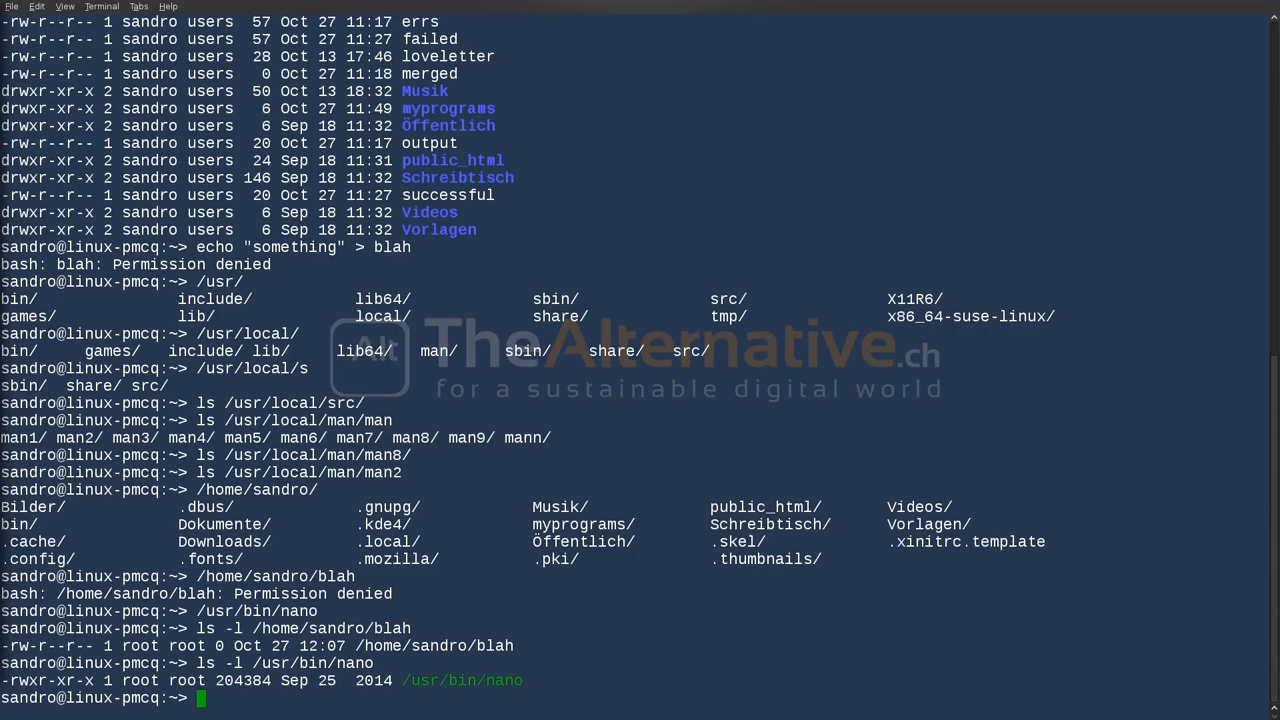 File Edit View Terminal Tabs Help
-rw-r--r-- 1 sandro users  57 Oct 27 11:17 errs
-rw-r--r-- 1 sandro users  57 Oct 27 11:27 failed
-rw-r--r-- 1 sandro users  28 Oct 13 17:46 loveletter
-rw-r--r-- 1 sandro users   0 Oct 27 11:18 merged
drwxr-xr-x 2 sandro users  50 Oct 13 18:32 Musik
drwxr-xr-x 2 sandro users   6 Oct 27 11:49 myprograms
drwxr-xr-x 2 sandro users   6 Sep 18 11:32 Öffentlich
-rw-r--r-- 1 sandro users  20 Oct 27 11:17 output
drwxr-xr-x 2 sandro users  24 Sep 18 11:31 public_html
drwxr-xr-x 2 sandro users 146 Sep 18 11:32 Schreibtisch
-rw-r--r-- 1 sandro users  20 Oct 27 11:27 successful
drwxr-xr-x 2 sandro users   6 Sep 18 11:32 Videos
drwxr-xr-x 2 sandro users   6 Sep 18 11:32 Vorlagen
sandro@linux-pmcq:~> echo "something" > blah
bash: blah: Permission denied
sandro@linux-pmcq:~> /usr/
bin/               include/           lib64/             sbin/              src/               X11R6/
games/             lib/               local/             share/             tmp/               x86_64-suse-linux/
sandro@linux-pmcq:~> /usr/local/
bin/     games/   include/ lib/     lib64/   man/     sbin/    share/   src/
sandro@linux-pmcq:~> /usr/local/s
sbin/  share/ src/
sandro@linux-pmcq:~> ls /usr/local/src/
sandro@linux-pmcq:~> ls /usr/local/man/man
man1/ man2/ man3/ man4/ man5/ man6/ man7/ man8/ man9/ mann/
sandro@linux-pmcq:~> ls /usr/local/man/man8/
sandro@linux-pmcq:~> ls /usr/local/man/man2
sandro@linux-pmcq:~> /home/sandro/
Bilder/            .dbus/             .gnupg/            Musik/             public_html/       Videos/
bin/               Dokumente/         .kde4/             myprograms/        Schreibtisch/      Vorlagen/
.cache/            Downloads/         .local/            Öffentlich/        .skel/             .xinitrc.template
.config/           .fonts/            .mozilla/          .pki/              .thumbnails/
sandro@linux-pmcq:~> /home/sandro/blah
bash: /home/sandro/blah: Permission denied
sandro@linux-pmcq:~> /usr/bin/nano
sandro@linux-pmcq:~> ls -l /home/sandro/blah
-rw-r--r-- 1 root root 0 Oct 27 12:07 /home/sandro/blah
sandro@linux-pmcq:~> ls -l /usr/bin/nano
-rwxr-xr-x 1 root root 204384 Sep 25  2014 /usr/bin/nano
sandro@linux-pmcq:~>
Alt TheAlternative.ch
for a sustainable digital world